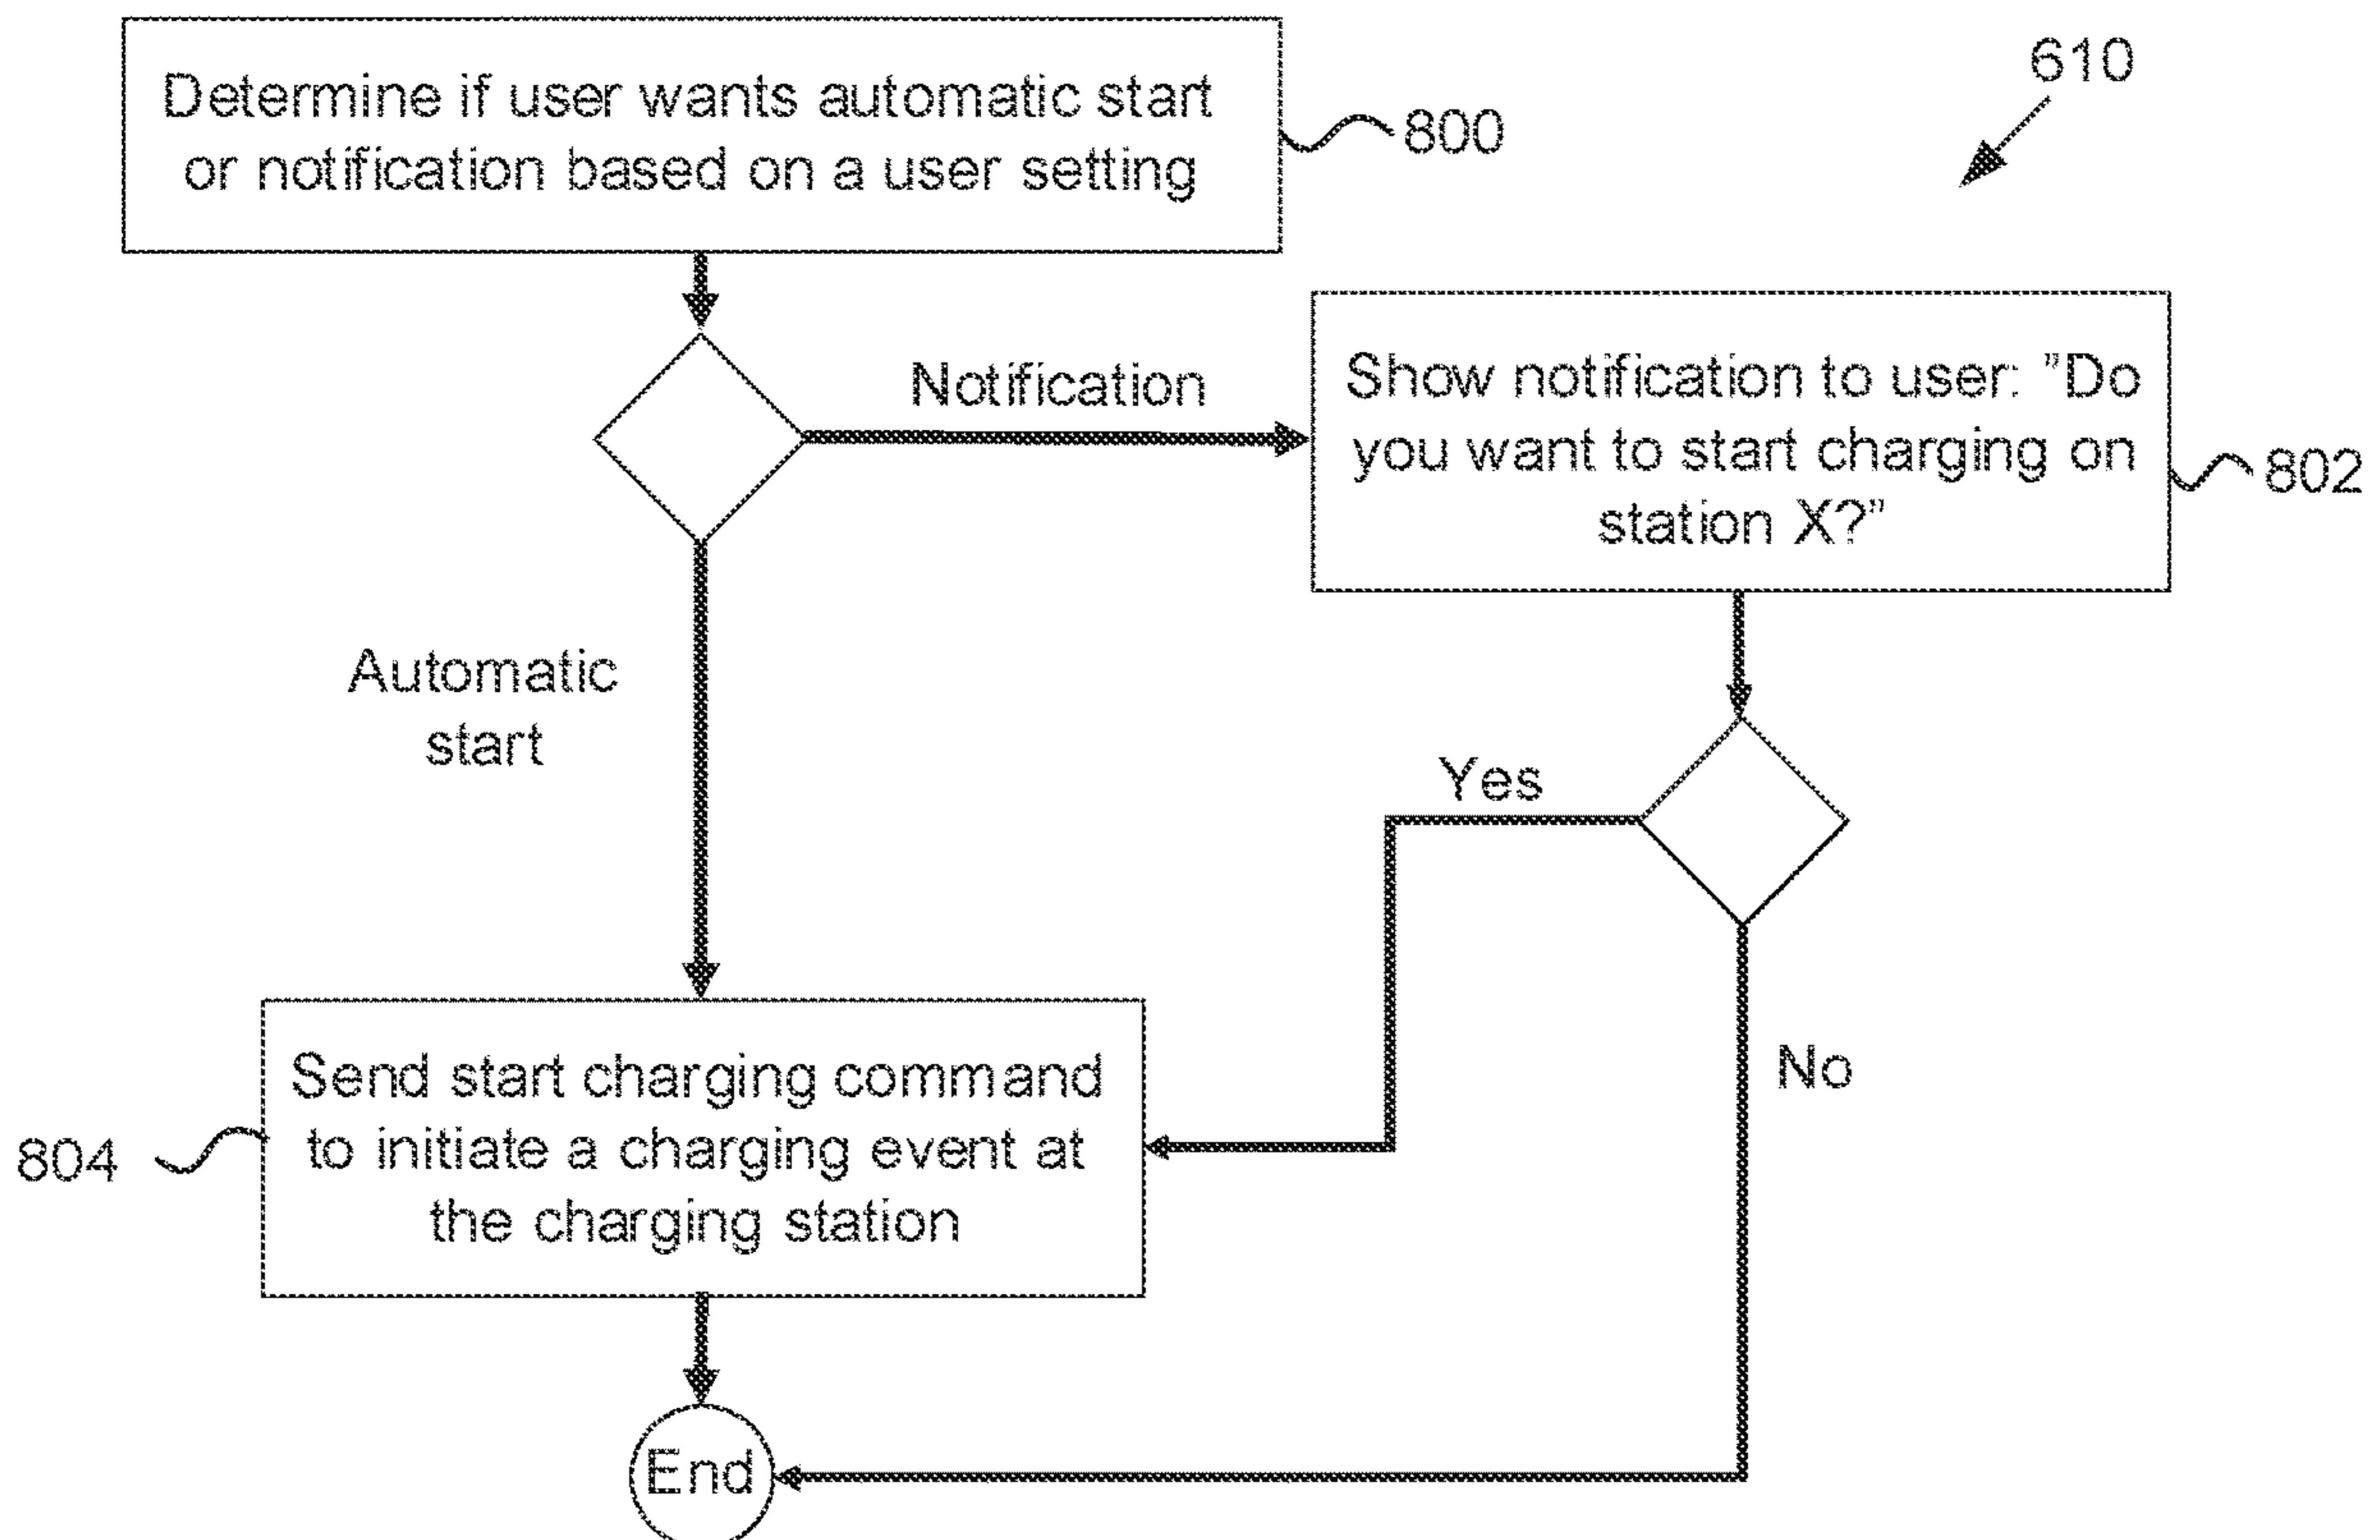 Determine if user wants automatic start
or notification based on a user setting
800
610
Notification
Show notification to user: ”Do
you want to start charging on
station X?”
802
Automatic
start
Yes
No
Send start charging command
to initiate a charging event at
the charging station
804
End